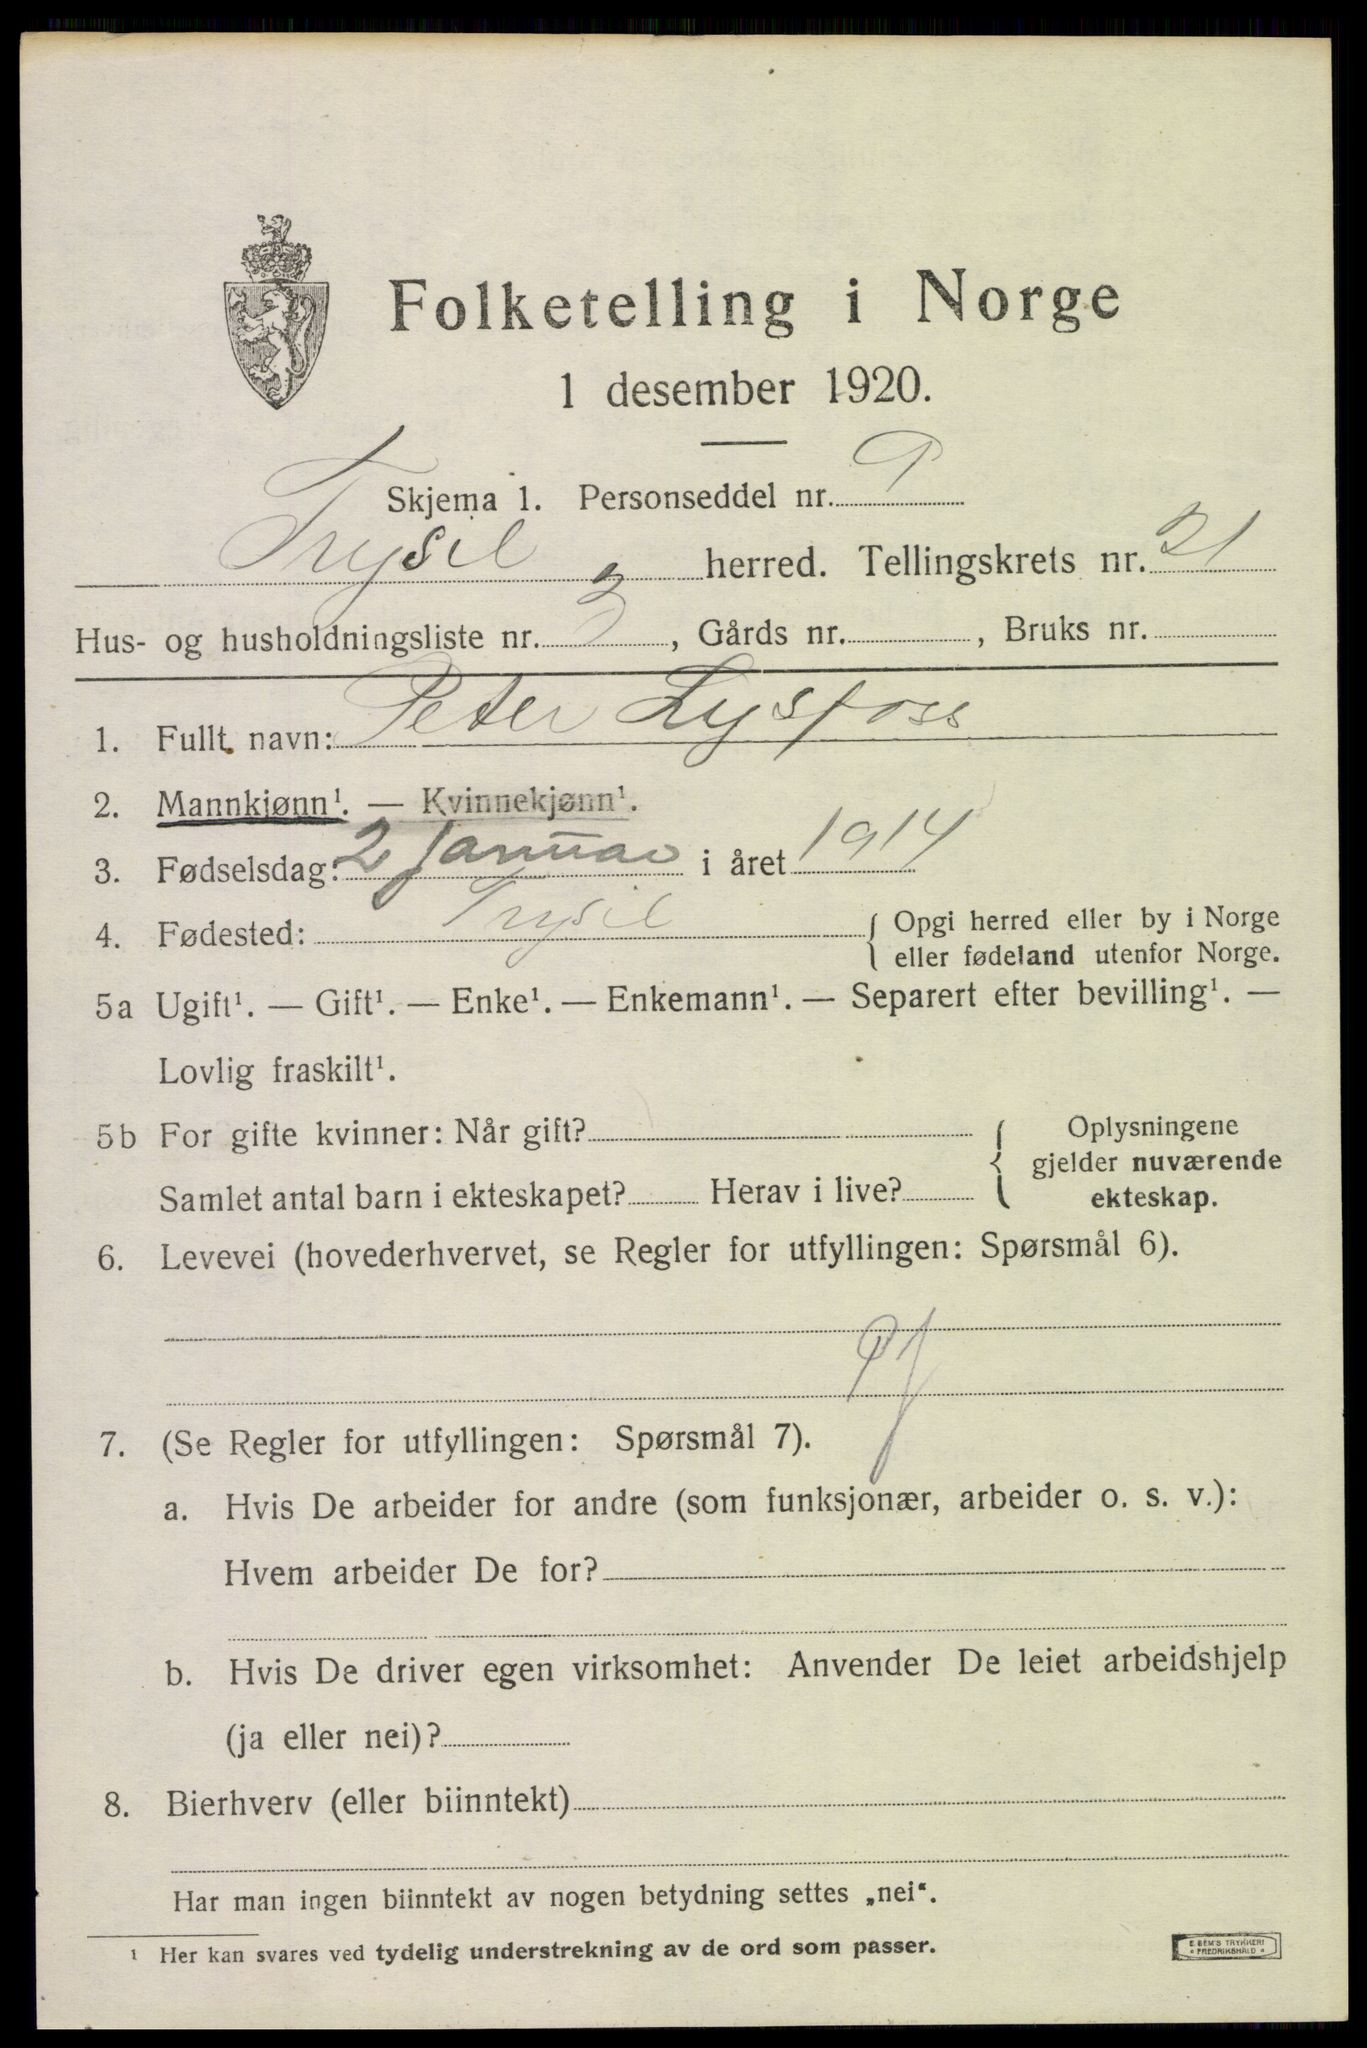 Folketelling i Norge
1 desember 1920.
Skjema 1. Personseddel nr. 9
Trysil herred. Tellingskrets nr. 21
Hus- og husholdningsliste nr. 3, Gårds nr. , Bruks nr.
1. Fullt navn: Peter Lysfoss
2. Mannkjønn¹. — Kvinnekjønn¹.
3. Fødselsdag: 2 Januar i året 1914
4. Fødested: Trysil { Opgi herred eller by i Norge
eller fødeland utenfor Norge.
5a Ugift¹. — Gift¹. — Enke¹. — Enkemann¹. — Separert efter bevilling¹. —
Lovlig fraskilt¹.
5b For gifte kvinner: Når gift? { Oplysningene
gjelder nuværende
Samlet antal barn i ekteskapet? Herav i live? ekteskap.
6. Levevei (hovederhvervet, se Regler for utfyllingen: Spørsmål 6).
7. (Se Regler for utfyllingen: Spørsmål 7).
a. Hvis De arbeider for andre (som funksjonær, arbeider o. s. v.):
Hvem arbeider De for?
b. Hvis De driver egen virksomhet: Anvender De leiet arbeidshjelp
(ja eller nei)?
8. Bierhverv (eller biinntekt)
Har man ingen biinntekt av nogen betydning settes „nei“.
¹ Her kan svares ved tydelig understrekning av de ord som passer.
E. SEM'S TRYKKERI
• FREDRIKSHALD •